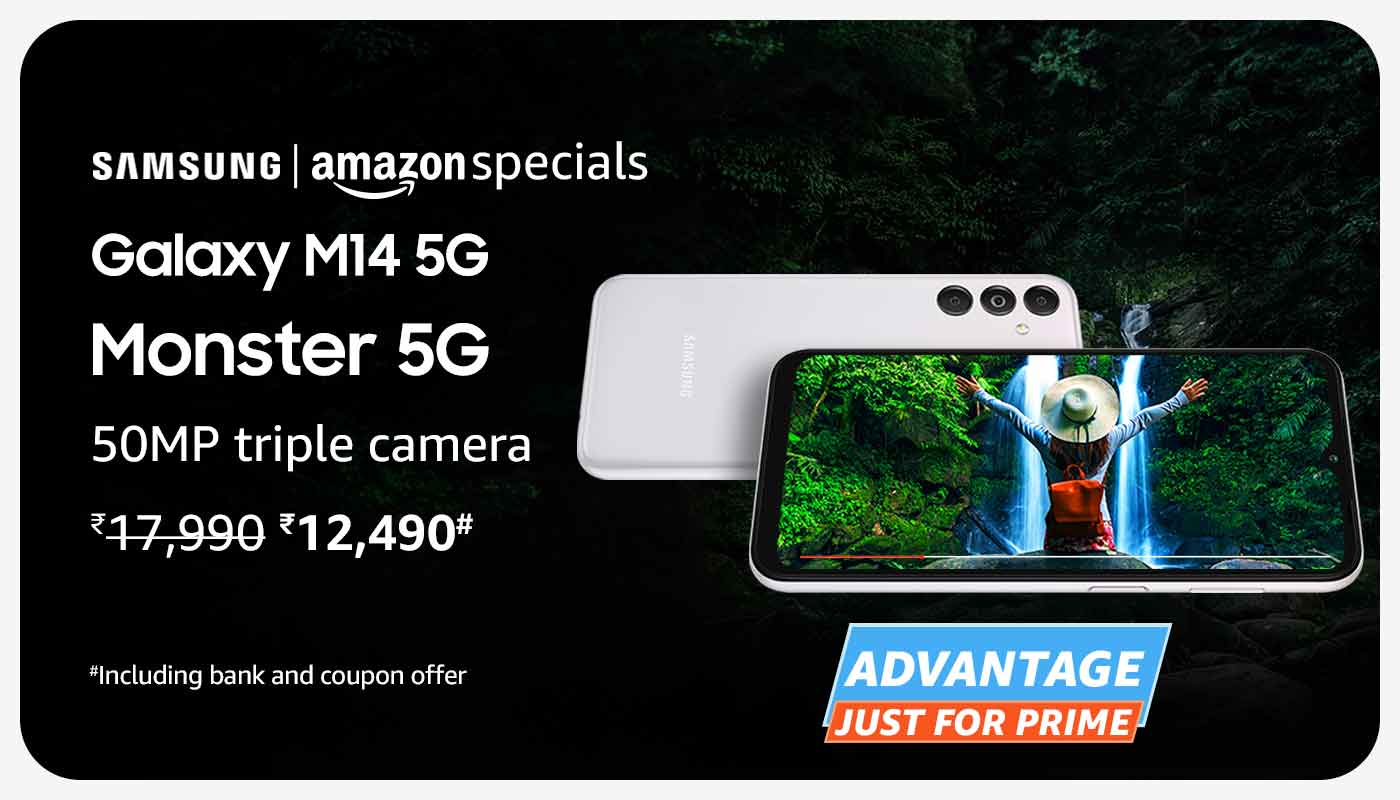 SAMSUNG | amazon specials
Galaxy M14 5G
Monster 5G
50MP triple camera
₹17,990 ₹12,490#
#Including bank and coupon offer
SAMSUNG
ADVANTAGE
JUST FOR PRIME